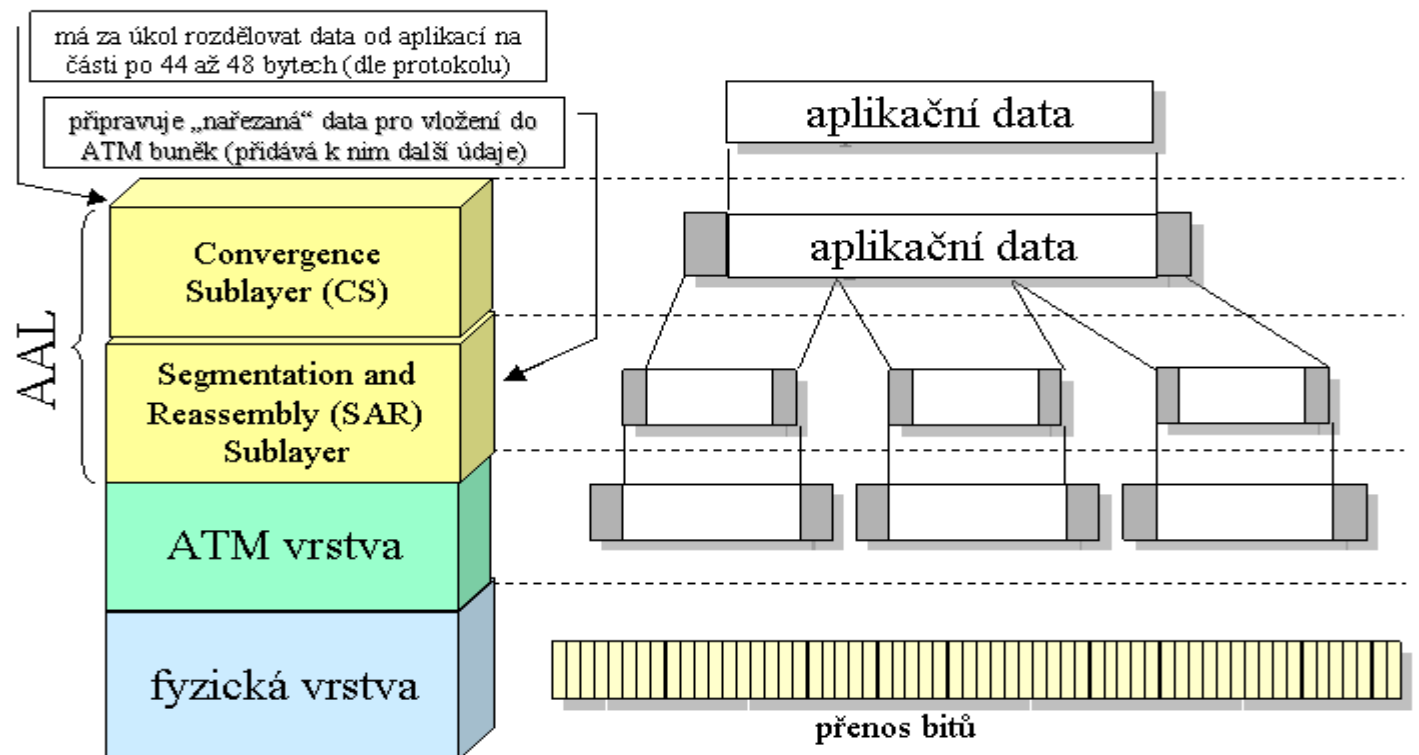 má za úkol rozdělovat data od aplikací na
části po 44 až 48 bytech (dle protokolu)
připravuje „nařezaná“ data pro vložení do
ATM buněk (přidává k nim další údaje)
aplikační data
aplikační data
AAL
Convergence
Sublayer (CS)
Segmentation and
Reassembly (SAR)
Sublayer
ATM vrstva
fyzická vrstva
přenos bitů